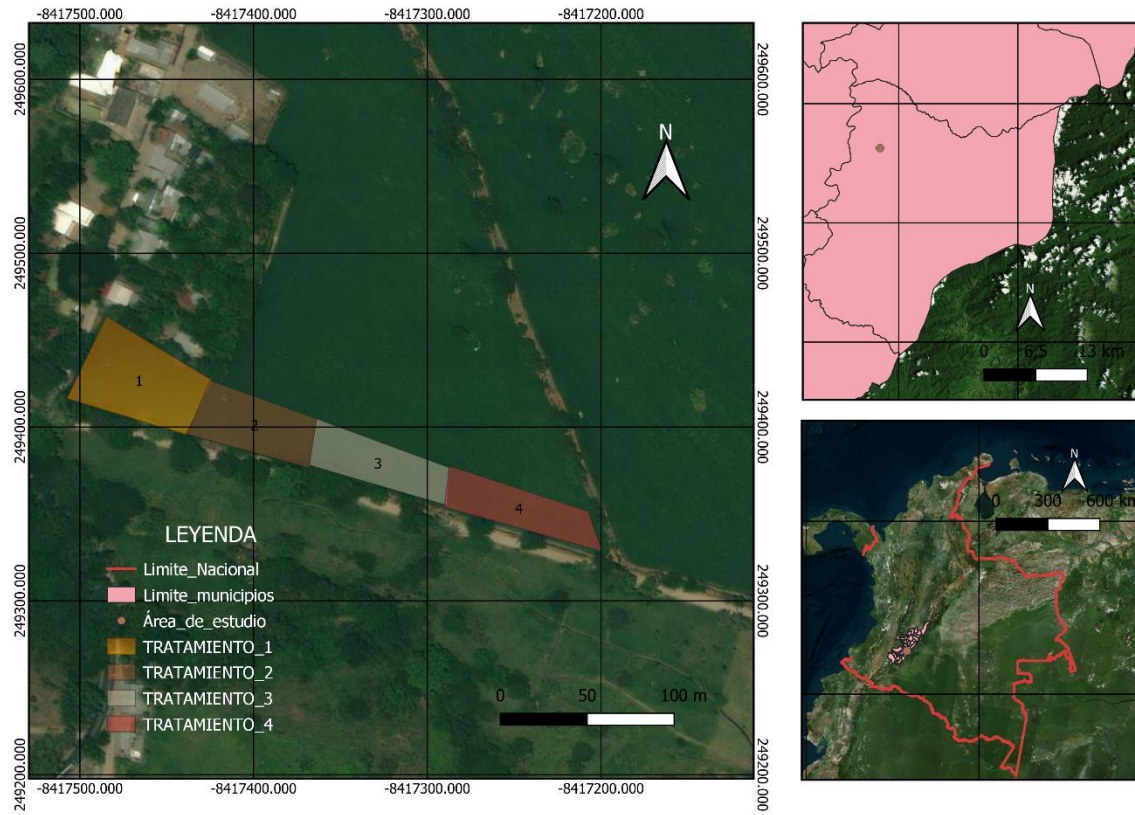 -8417500.000 -8417400.000 -8417300.000 -8417200.000
249600.000 249600.000
N
249500.000 249500.000
1
249400.000 249400.000
2
3
4
LEYENDA
Limite_Nacional
Limite_municipios
Área_de_estudio
TRATAMIENTO_1
TRATAMIENTO_2
TRATAMIENTO_3
TRATAMIENTO_4
249300.000 249300.000
0 50 100 m
249200.000 249200.000
-8417500.000 -8417400.000 -8417300.000 -8417200.000
N
0 6,5 13 km
N
0 300 600 km